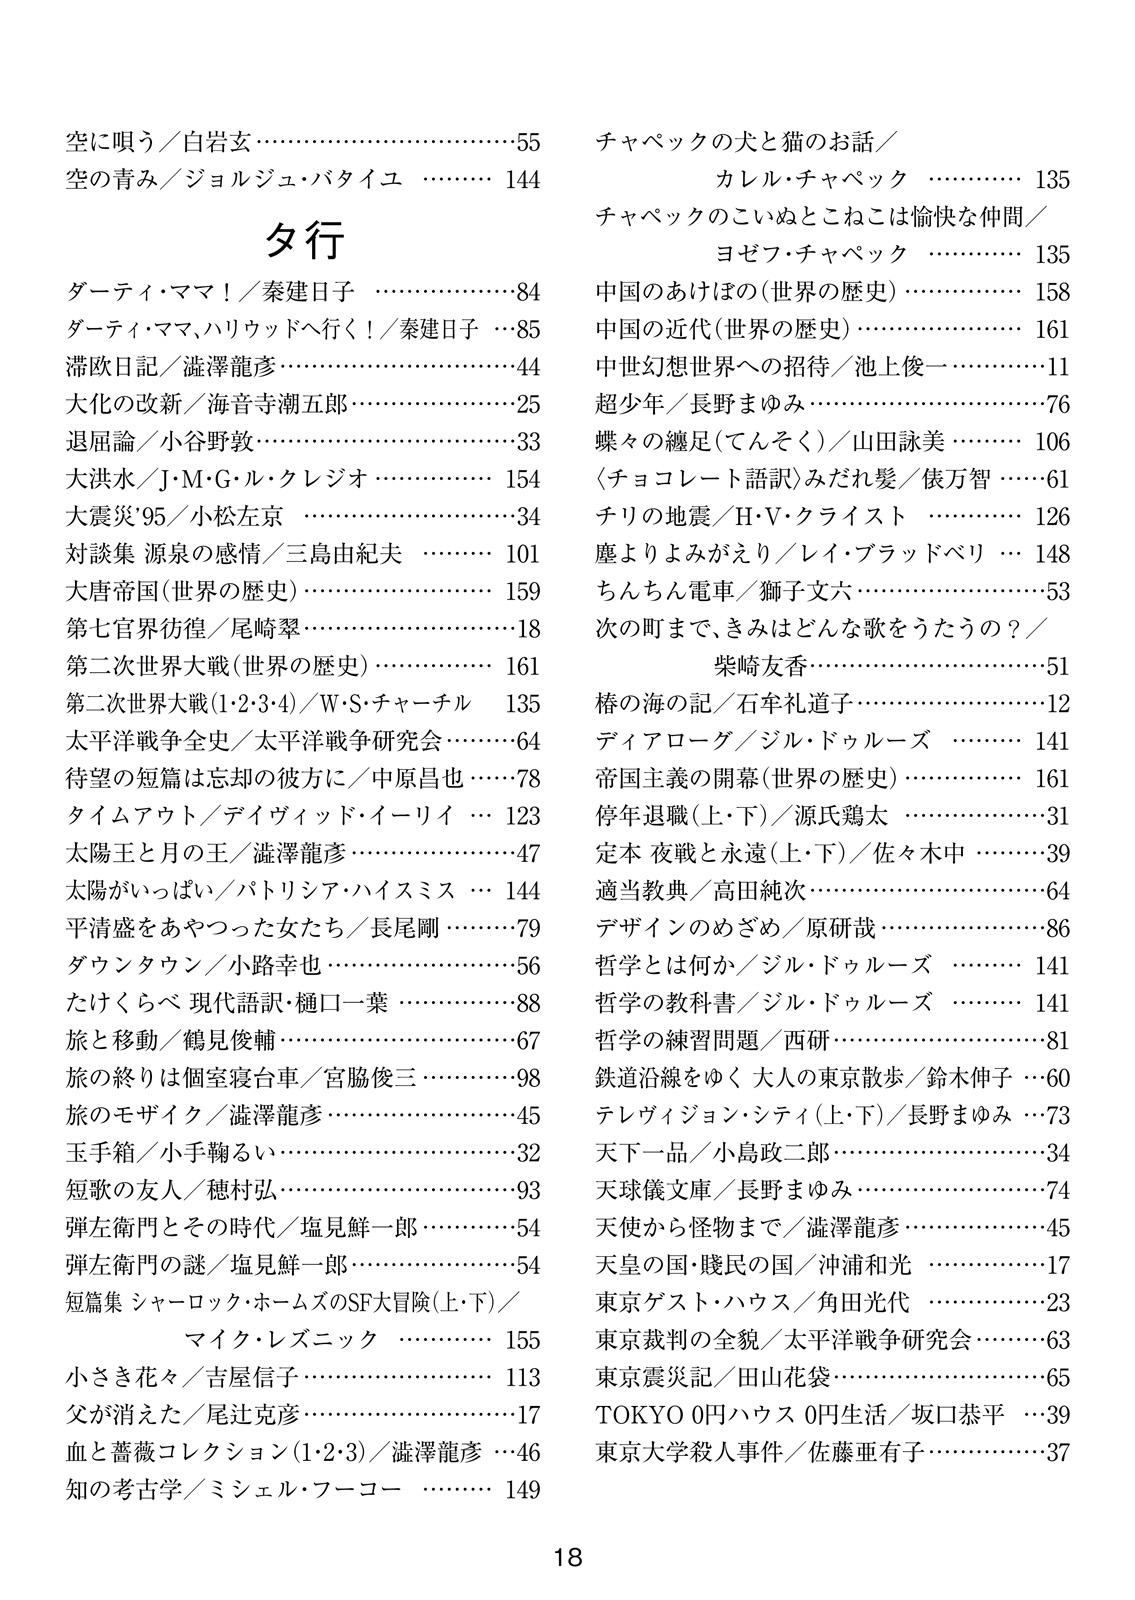 空に唄う／白岩玄……………………………55
空の青み／ジョルジュ・バタイユ ……… 144
タ行
ダーティ・ママ！／秦建日子 ………………84
ダーティ・ママ、ハリウッドへ行く！／秦建日子 …85
滞欧日記／澁澤龍彥…………………………44
大化の改新／海音寺潮五郎…………………25
退屈論／小谷野敦……………………………33
大洪水／J・M・G・ル・クレジオ …………… 154
大震災’95／小松左京 ………………………34
対談集 源泉の感情／三島由紀夫 ……… 101
大唐帝国（世界の歴史）…………………… 159
第七官界彷徨／尾崎翠………………………18
第二次世界大戦（世界の歴史）…………… 161
第二次世界大戦（1・2・3・4）／W・S・チャーチル 135
太平洋戦争全史／太平洋戦争研究会………64
待望の短篇は忘却の彼方に／中原昌也……78
タイムアウト／デイヴィッド・イーリイ … 123
太陽王と月の王／澁澤龍彥…………………47
太陽がいっぱい／パトリシア・ハイスミス … 144
平清盛をあやつった女たち／長尾剛………79
ダウンタウン／小路幸也……………………56
たけくらべ 現代語訳・樋口一葉 ……………88
旅と移動／鶴見俊輔…………………………67
旅の終りは個室寝台車／宮脇俊三…………98
旅のモザイク／澁澤龍彥……………………45
玉手箱／小手鞠るい…………………………32
短歌の友人／穂村弘…………………………93
弾左衛門とその時代／塩見鮮一郎…………54
弾左衛門の謎／塩見鮮一郎…………………54
短篇集 シャーロック・ホームズのSF大冒険（上・下）／
マイク・レズニック ………… 155
小さき花々／吉屋信子…………………… 113
父が消えた／尾辻克彦………………………17
血と薔薇コレクション（1・2・3）／澁澤龍彥 …46
知の考古学／ミシェル・フーコー ……… 149
チャペックの犬と猫のお話／
カレル・チャペック ………… 135
チャペックのこいぬとこねこは愉快な仲間／
ヨゼフ・チャペック ………… 135
中国のあけぼの（世界の歴史）…………… 158
中国の近代（世界の歴史）………………… 161
中世幻想世界への招待／池上俊一…………11
超少年／長野まゆみ…………………………76
蝶々の纏足（てんそく）／山田詠美……… 106
〈チョコレート語訳〉みだれ髪／俵万智……61
チリの地震／H・V・クライスト ………… 126
塵よりよみがえり／レイ・ブラッドベリ … 148
ちんちん電車／獅子文六……………………53
次の町まで、きみはどんな歌をうたうの？／
柴崎友香…………………………51
椿の海の記／石牟礼道子……………………12
ディアローグ／ジル・ドゥルーズ ……… 141
帝国主義の開幕（世界の歴史）…………… 161
停年退職（上・下）／源氏鶏太 ………………31
定本 夜戦と永遠（上・下）／佐々木中 ………39
適当教典／高田純次…………………………64
デザインのめざめ／原研哉…………………86
哲学とは何か／ジル・ドゥルーズ ……… 141
哲学の教科書／ジル・ドゥルーズ ……… 141
哲学の練習問題／西研………………………81
鉄道沿線をゆく 大人の東京散歩／鈴木伸子 …60
テレヴィジョン・シティ（上・下）／長野まゆみ …73
天下一品／小島政二郎………………………34
天球儀文庫／長野まゆみ……………………74
天使から怪物まで／澁澤龍彥………………45
天皇の国・賤民の国／沖浦和光 ……………17
東京ゲスト・ハウス／角田光代 ……………23
東京裁判の全貌／太平洋戦争研究会………63
東京震災記／田山花袋………………………65
TOKYO 0円ハウス 0円生活／坂口恭平 …39
東京大学殺人事件／佐藤亜有子……………37
18